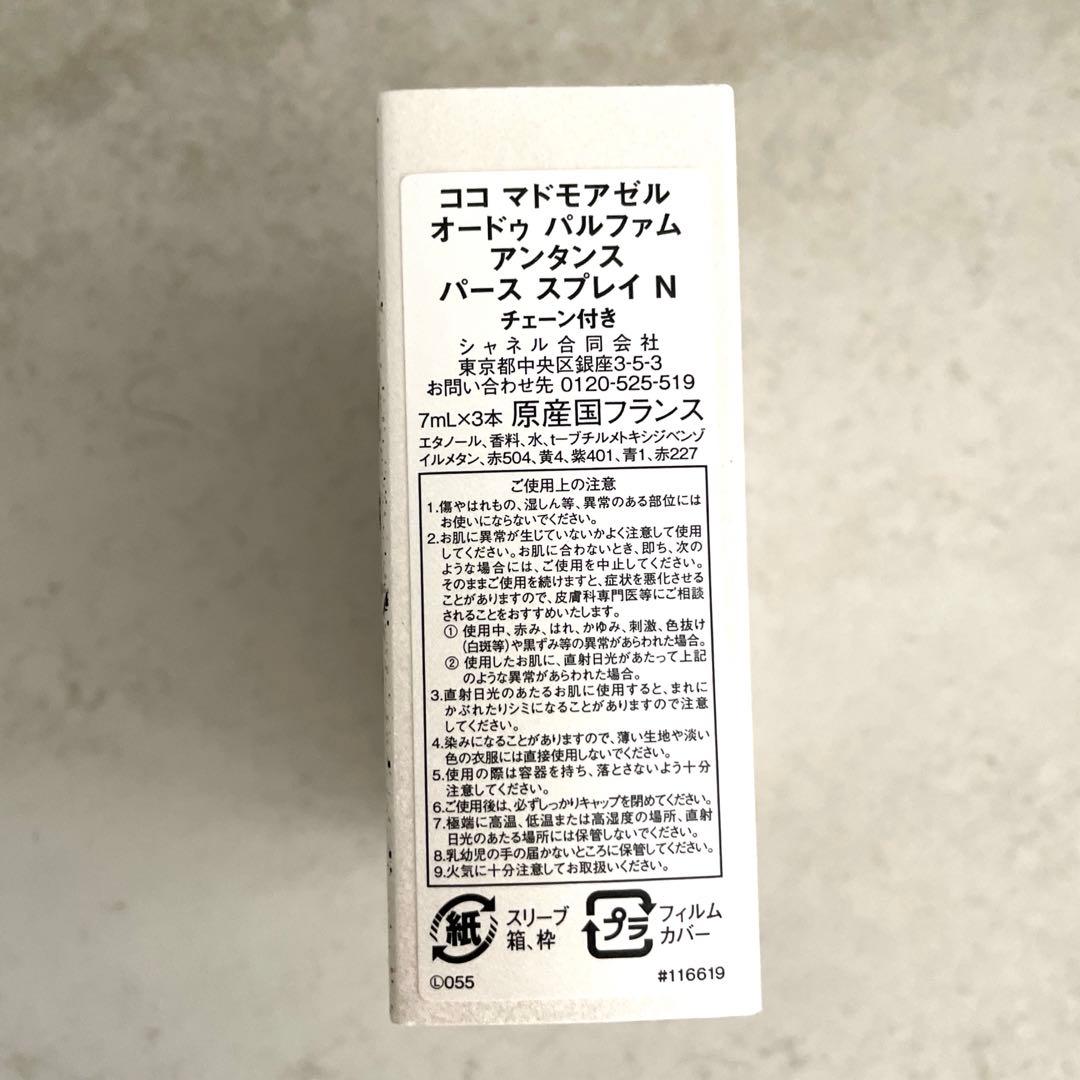 ココ マドモアゼル
オードゥ パルファム
アンタンス
パース スプレイ N
チェーン付き
シャネル合同会社
東京都中央区銀座3-5-3
お問い合わせ先 0120-525-519
7mL×3本 原産国フランス
エタノール、香料、水、t-ブチルメトキシジベンゾ
イルメタン、赤504、黄4、紫401、青1、赤227
ご使用上の注意
1.傷やはれもの、湿しん等、異常のある部位には
お使いにならないでください。
2.お肌に異常が生じていないかよく注意して使用
してください。お肌に合わないとき、即ち、次の
ような場合には、ご使用を中止してください。
そのままご使用を続けますと、症状を悪化させる
ことがありますので、皮膚科専門医等にご相談
されることをおすすめいたします。
① 使用中、赤み、はれ、かゆみ、刺激、色抜け
(白斑等)や黒ずみ等の異常があらわれた場合。
② 使用したお肌に、直射日光があたって上記
のような異常があらわれた場合。
3.直射日光のあたるお肌に使用すると、まれに
かぶれたりシミになることがありますので注意
してください。
4.染みになることがありますので、薄い生地や淡い
色の衣服には直接使用しないでください。
5.使用の際は容器を持ち、落とさないよう十分
注意してください。
6.ご使用後は、必ずしっかりキャップを閉めてください。
7.極端に高温、低温または高湿度の場所、直射
日光のあたる場所には保管しないでください。
8.乳幼児の手の届かないところに保管してください。
9.火気に十分注意してお取扱いください。
紙 スリーブ
箱、枠
プラ フィルム
カバー
Ⓛ055
#116619